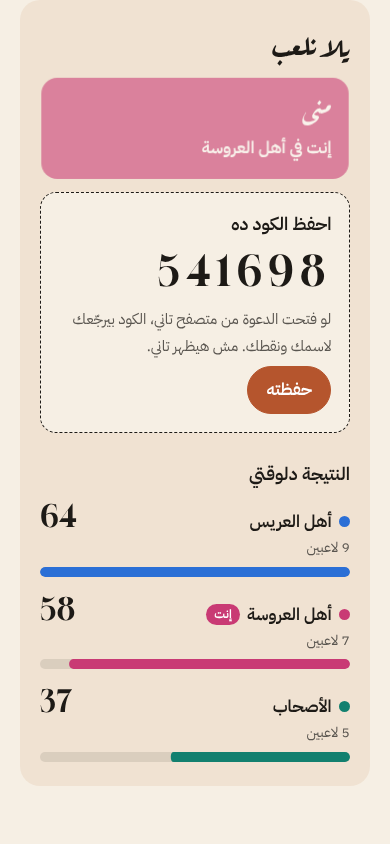 يلا نلعب
منى
إنت في أهل العروسة
احفظ الكود ده
541698
لو فتحت الدعوة من متصفح تاني، الكود بيرجّعك
لاسمك ونقطك. مش هيظهر تاني.
حفظته
النتيجة دلوقتي
أهل العريس 64
9 لاعبين
أهل العروسة إنت 58
7 لاعبين
الأصحاب 37
5 لاعبين